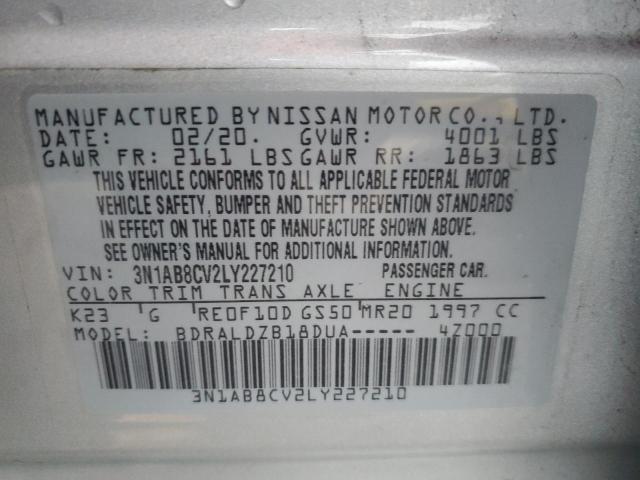 MANUFACTURED BY NISSAN MOTOR CO., LTD.
DATE: 02/20. GVWR: 4001 LBS
GAWR FR: 2161 LBS GAWR RR: 1863 LBS
THIS VEHICLE CONFORMS TO ALL APPLICABLE FEDERAL MOTOR
VEHICLE SAFETY, BUMPER AND THEFT PREVENTION STANDARDS
IN EFFECT ON THE DATE OF MANUFACTURE SHOWN ABOVE.
SEE OWNER'S MANUAL FOR ADDITIONAL INFORMATION.
VIN: 3N1AB8CV2LY227210 PASSENGER CAR.
COLOR TRIM TRANS AXLE ENGINE
K23 G RE0F10D GS50 MR20 1997 CC
MODEL: BDRALDZB18DUA----- 4Z000
3N1AB8CV2LY227210